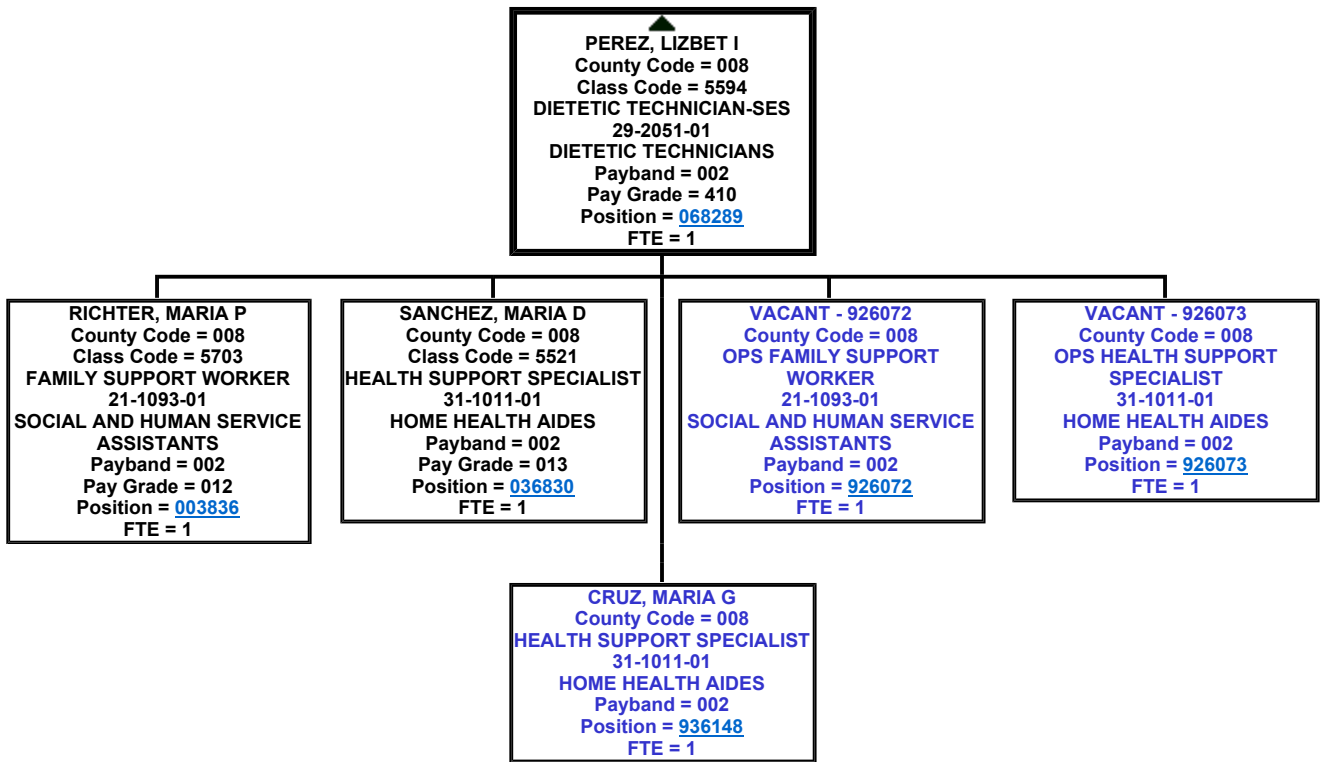 PEREZ, LIZBET I
County Code = 008
Class Code = 5594
DIETETIC TECHNICIAN-SES
29-2051-01
DIETETIC TECHNICIANS
Payband = 002
Pay Grade = 410
Position = 068289
FTE = 1
RICHTER, MARIA P
County Code = 008
Class Code = 5703
FAMILY SUPPORT WORKER
21-1093-01
SOCIAL AND HUMAN SERVICE
ASSISTANTS
Payband = 002
Pay Grade = 012
Position = 003836
FTE = 1
SANCHEZ, MARIA D
County Code = 008
Class Code = 5521
HEALTH SUPPORT SPECIALIST
31-1011-01
HOME HEALTH AIDES
Payband = 002
Pay Grade = 013
Position = 036830
FTE = 1
VACANT - 926072
County Code = 008
OPS FAMILY SUPPORT
WORKER
21-1093-01
SOCIAL AND HUMAN SERVICE
ASSISTANTS
Payband = 002
Position = 926072
FTE = 1
VACANT - 926073
County Code = 008
OPS HEALTH SUPPORT
SPECIALIST
31-1011-01
HOME HEALTH AIDES
Payband = 002
Position = 926073
FTE = 1
CRUZ, MARIA G
County Code = 008
HEALTH SUPPORT SPECIALIST
31-1011-01
HOME HEALTH AIDES
Payband = 002
Position = 936148
FTE = 1